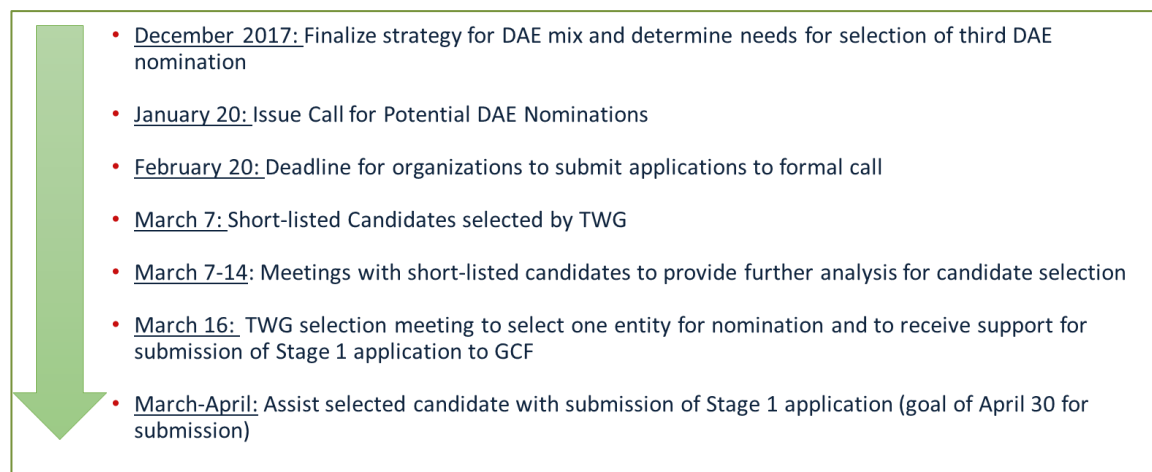 • December 2017: Finalize strategy for DAE mix and determine needs for selection of third DAE
nomination
• January 20: Issue Call for Potential DAE Nominations
• February 20: Deadline for organizations to submit applications to formal call
• March 7: Short-listed Candidates selected by TWG
• March 7-14: Meetings with short-listed candidates to provide further analysis for candidate selection
• March 16: TWG selection meeting to select one entity for nomination and to receive support for
submission of Stage 1 application to GCF
• March-April: Assist selected candidate with submission of Stage 1 application (goal of April 30 for
submission)